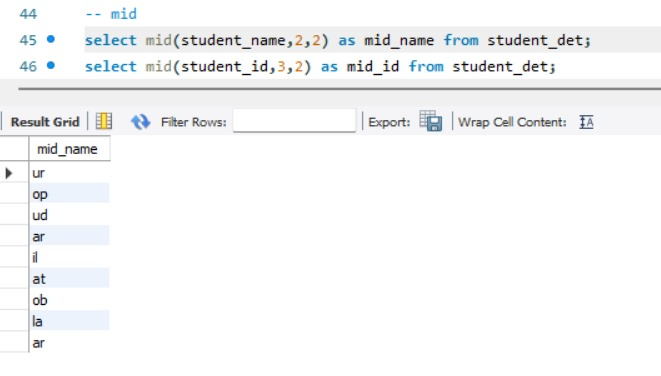 44 -- mid
45 select mid(student_name,2,2) as mid_name from student_det;
46 select mid(student_id,3,2) as mid_id from student_det;
Result Grid Filter Rows: Export: Wrap Cell Content:
mid_name
ur
op
ud
ar
il
at
ob
la
ar